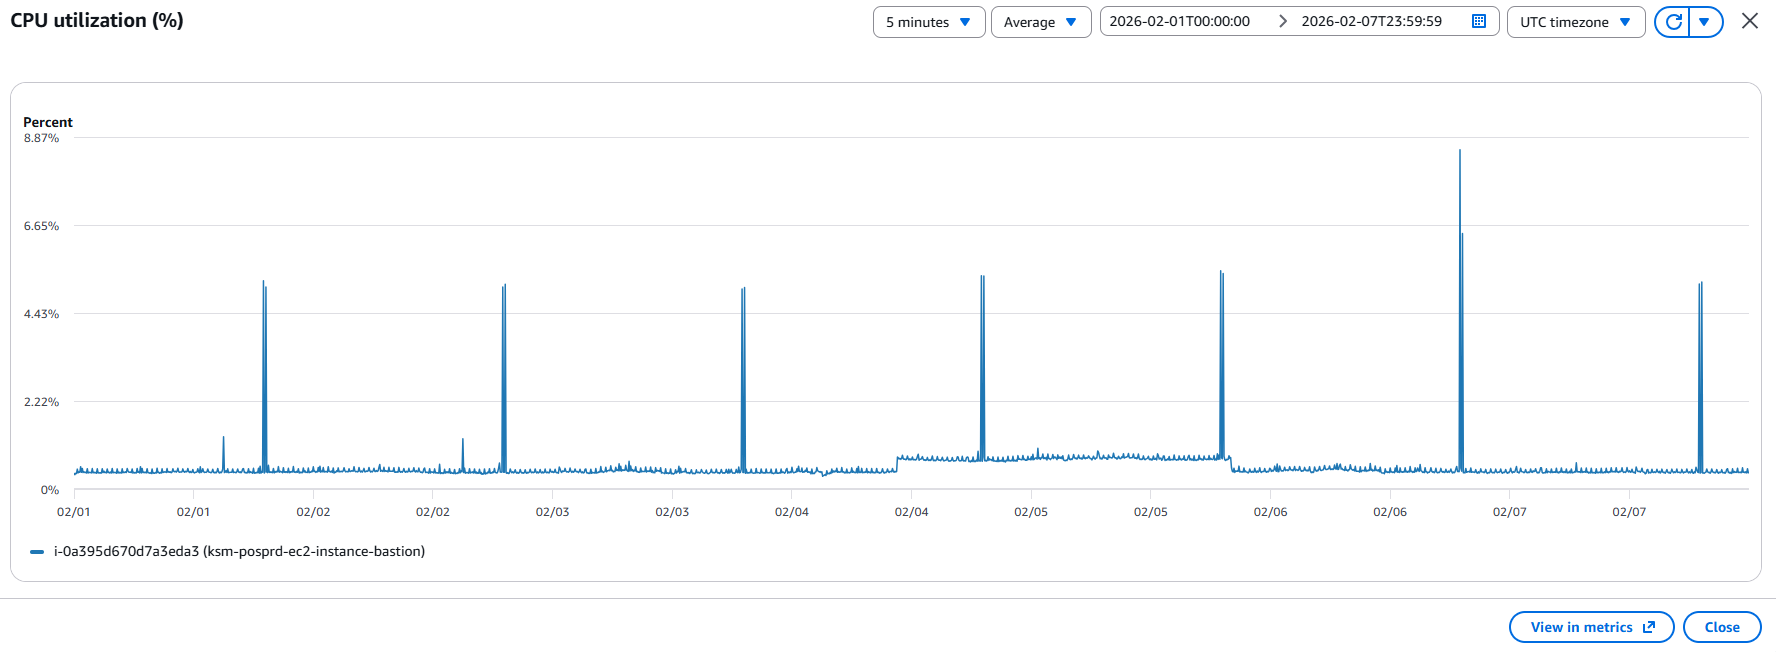 CPU utilization (%)
5 minutes
Average
2026-02-01T00:00:00
2026-02-07T23:59:59
UTC timezone
Percent
8.87%
6.65%
4.43%
2.22%
0%
02/01 02/01 02/02 02/02 02/03 02/03 02/04 02/04 02/05 02/05 02/06 02/06 02/07 02/07
i-0a395d670d7a3eda3 (ksm-posprd-ec2-instance-bastion)
View in metrics
Close